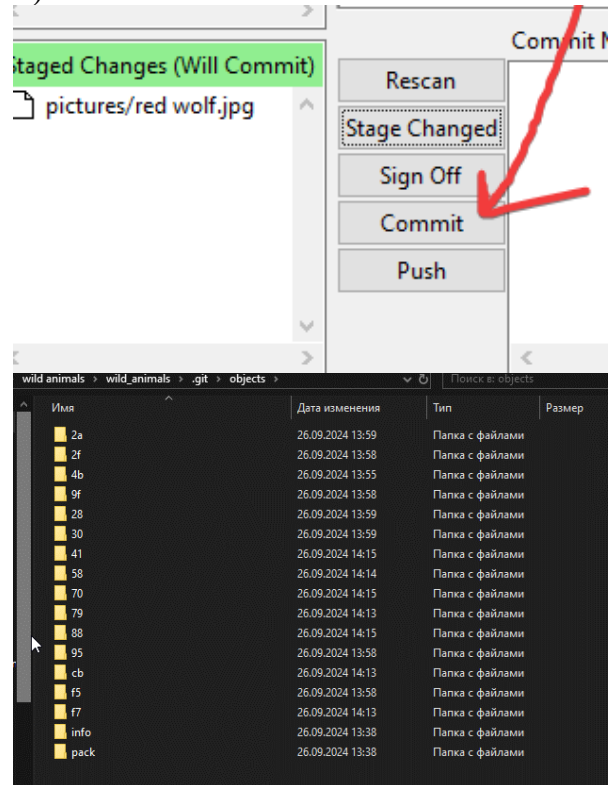 Staged Changes (Will Commit)
pictures/red wolf.jpg
Commit
Rescan
Stage Changed
Sign Off
Commit
Push
wild animals > wild_animals > .git > objects >
Поиск в: objects
Имя Дата изменения Тип Размер
2a 26.09.2024 13:59 Папка с файлами
2f 26.09.2024 13:58 Папка с файлами
4b 26.09.2024 13:55 Папка с файлами
9f 26.09.2024 13:58 Папка с файлами
28 26.09.2024 13:59 Папка с файлами
30 26.09.2024 13:59 Папка с файлами
41 26.09.2024 14:15 Папка с файлами
58 26.09.2024 14:14 Папка с файлами
70 26.09.2024 14:15 Папка с файлами
79 26.09.2024 14:13 Папка с файлами
88 26.09.2024 14:15 Папка с файлами
95 26.09.2024 13:58 Папка с файлами
cb 26.09.2024 14:13 Папка с файлами
f5 26.09.2024 13:58 Папка с файлами
f7 26.09.2024 14:13 Папка с файлами
info 26.09.2024 13:38 Папка с файлами
pack 26.09.2024 13:38 Папка с файлами